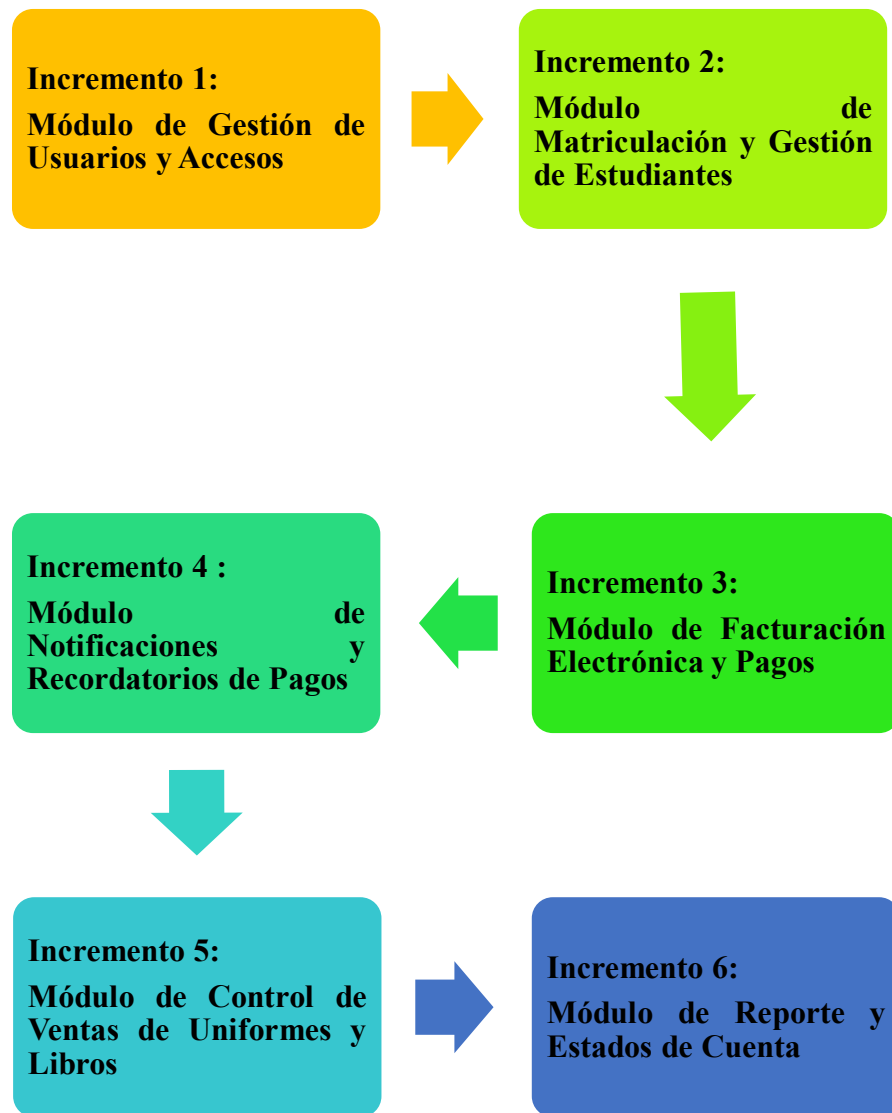 Incremento 1:
Módulo de Gestión de
Usuarios y Accesos
Incremento 2:
Módulo de
Matriculación y Gestión
de Estudiantes
Incremento 3:
Módulo de Facturación
Electrónica y Pagos
Incremento 4 :
Módulo de
Notificaciones y
Recordatorios de Pagos
Incremento 5:
Módulo de Control de
Ventas de Uniformes y
Libros
Incremento 6:
Módulo de Reporte y
Estados de Cuenta